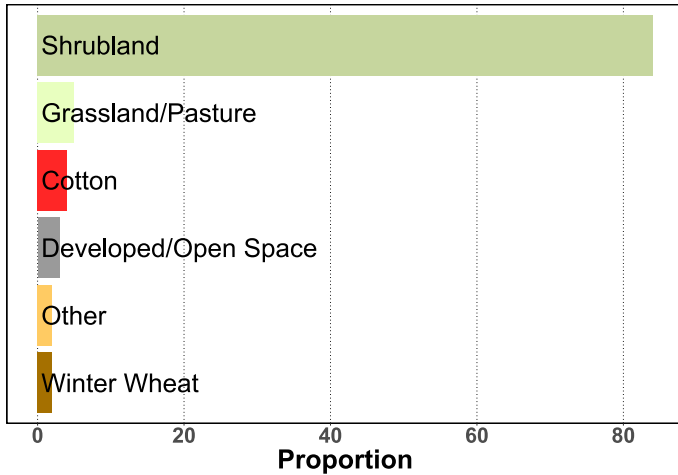 Shrubland
Grassland/Pasture
Cotton
Developed/Open Space
Other
Winter Wheat
0 20 40 60 80
Proportion